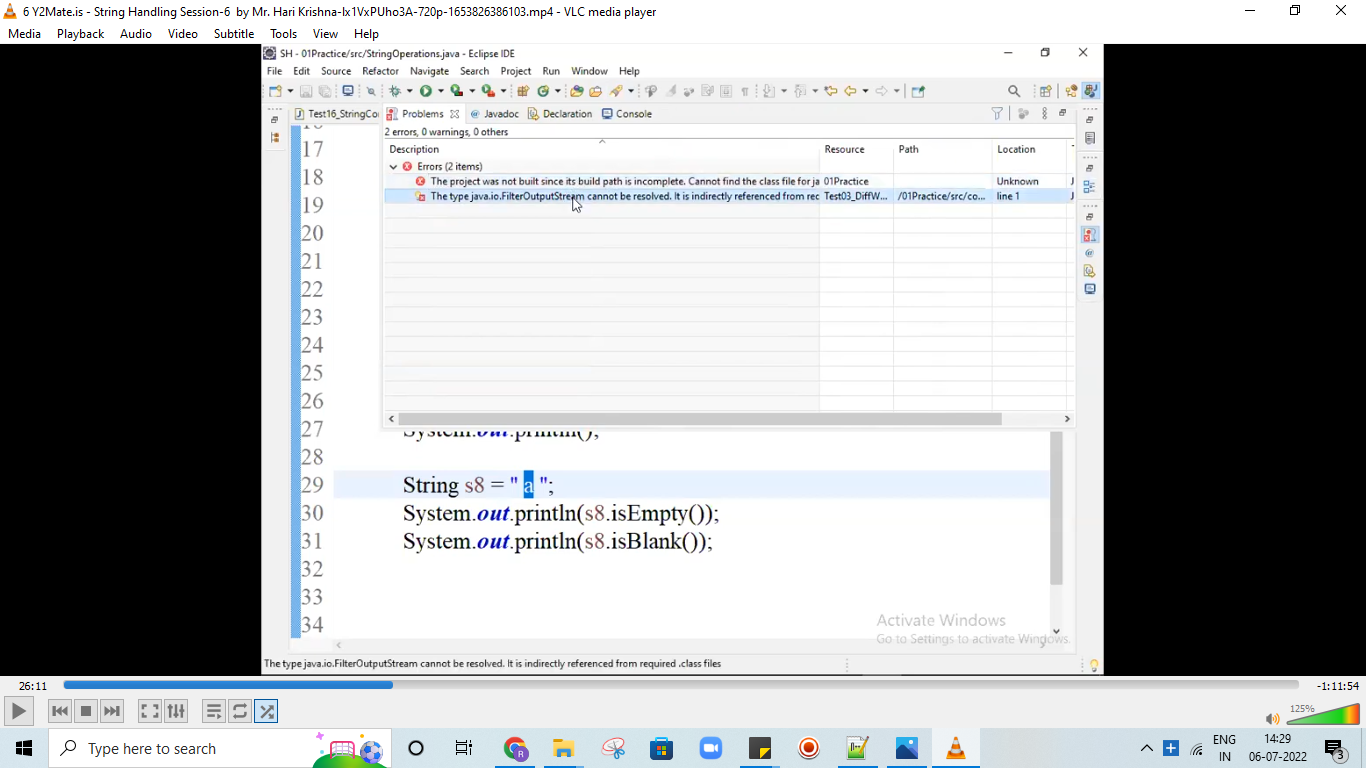 6 Y2Mate.is - String Handling Session-6 by Mr. Hari Krishna-Ix1VxPUho3A-720p-1653826386103.mp4 - VLC media player
Media Playback Audio Video Subtitle Tools View Help
SH - 01Practice/src/StringOperations.java - Eclipse IDE
File Edit Source Refactor Navigate Search Project Run Window Help
Test16_StringCo Problems Javadoc Declaration Console
2 errors, 0 warnings, 0 others
Description Resource Path Location
Errors (2 items)
The project was not built since its build path is incomplete. Cannot find the class file for ja 01Practice Unknown J
The type java.io.FilterOutputStream cannot be resolved. It is indirectly referenced from rec Test03_DiffW... /01Practice/src/co... line 1 J
17
18
19
20
21
22
23
24
25
26
27 System.out.println();
28
29 String s8 = " a ";
30 System.out.println(s8.isEmpty());
31 System.out.println(s8.isBlank());
32
33
34
Activate Windows
Go to Settings to activate Windows.
The type java.io.FilterOutputStream cannot be resolved. It is indirectly referenced from required .class files
26:11 -1:11:54
125%
Type here to search
ENG 14:29
IN 06-07-2022 3